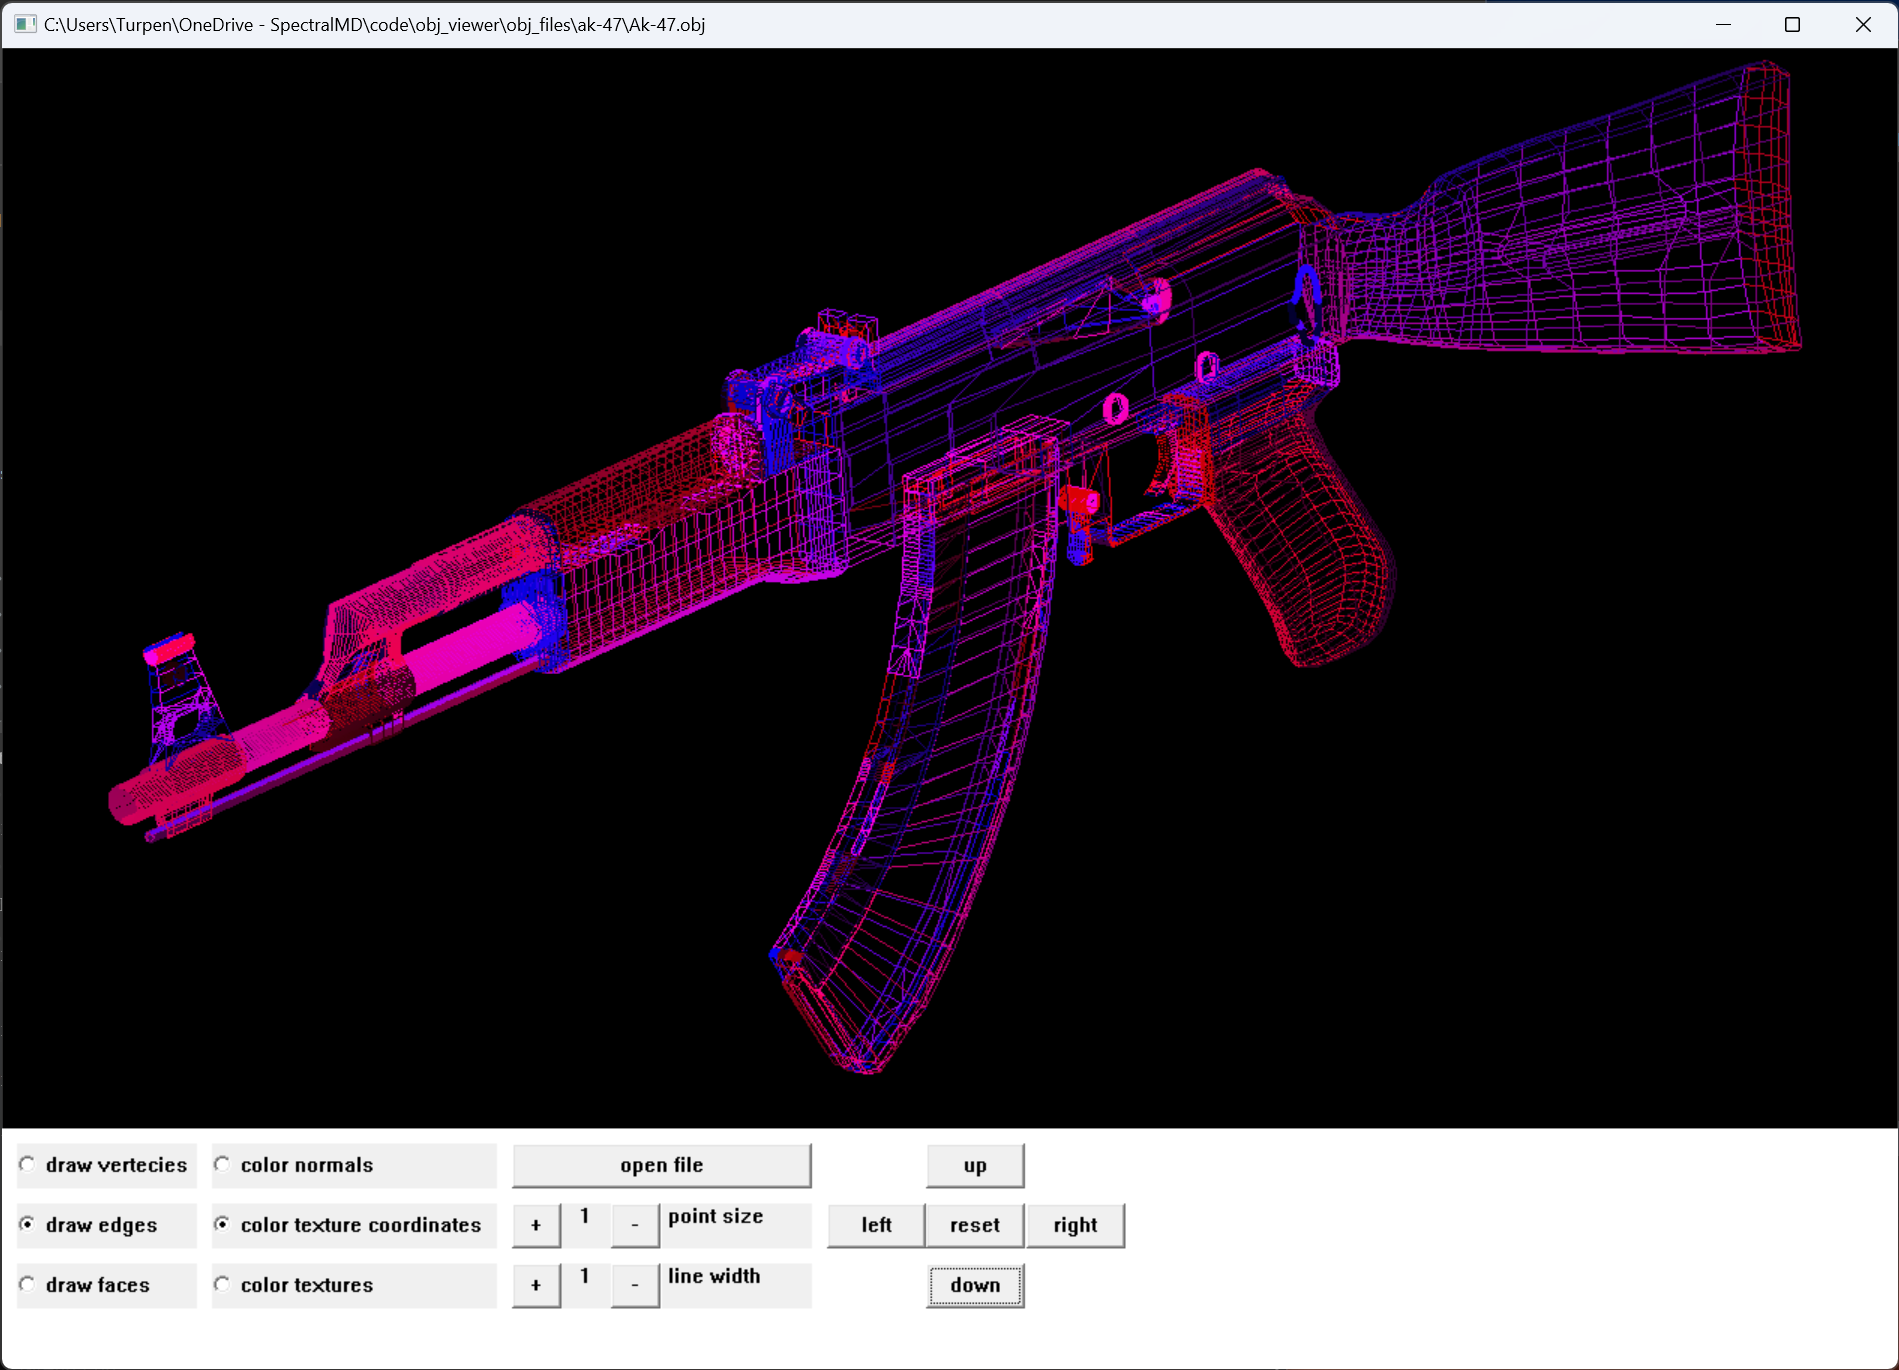 C:\Users\Turpen\OneDrive - SpectralMD\code\obj_viewer\obj_files\ak-47\Ak-47.obj
draw vertecies color normals open file up
draw edges color texture coordinates + 1 - point size left reset right
draw faces color textures + 1 - line width down